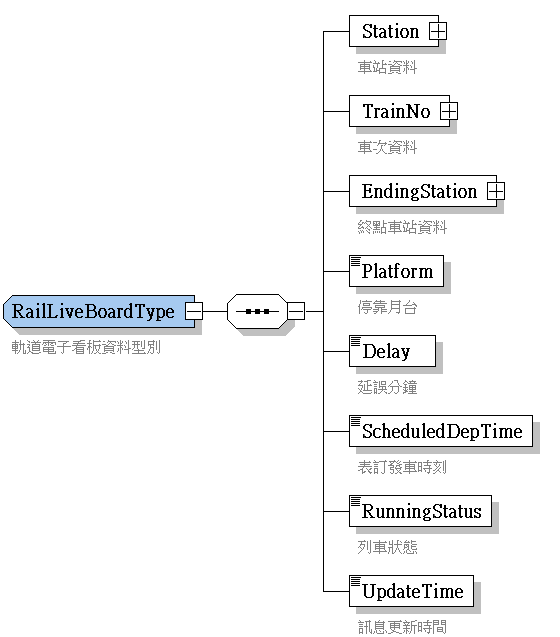 Station
車站資料
TrainNo
車次資料
EndingStation
終點車站資料
Platform
停靠月台
RailLiveBoardType
軌道電子看板資料型別
Delay
延誤分鐘
ScheduledDepTime
表訂發車時刻
RunningStatus
列車狀態
UpdateTime
訊息更新時間